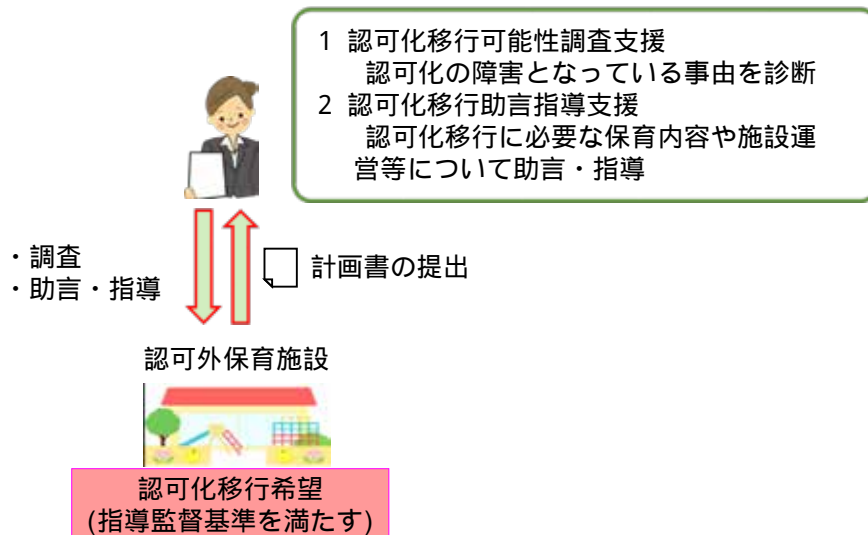 1 認可化移行可能性調査支援
認可化の障害となっている事由を診断
2 認可化移行助言指導支援
認可化移行に必要な保育内容や施設運
営等について助言・指導
・調査
・助言・指導
計画書の提出
認可外保育施設
認可化移行希望
(指導監督基準を満たす)